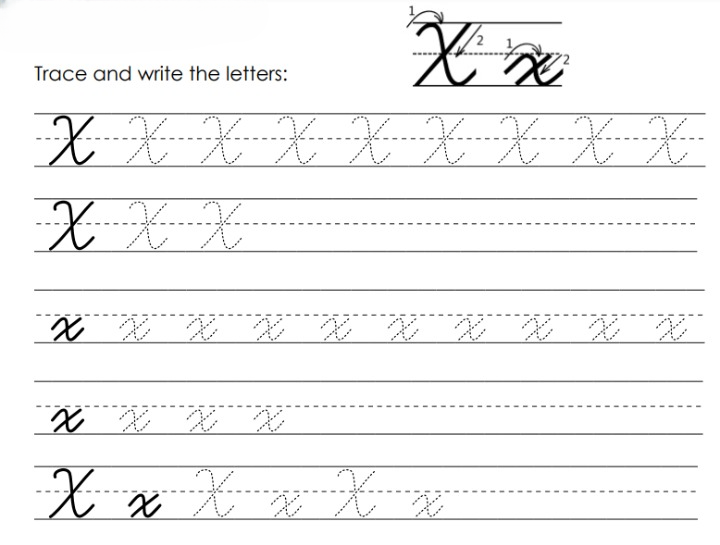 1 2 1 2
X x
Trace and write the letters:
X X X X X X X X X
X X X
x x x x x x x x x x
x x x x
X x X x X x